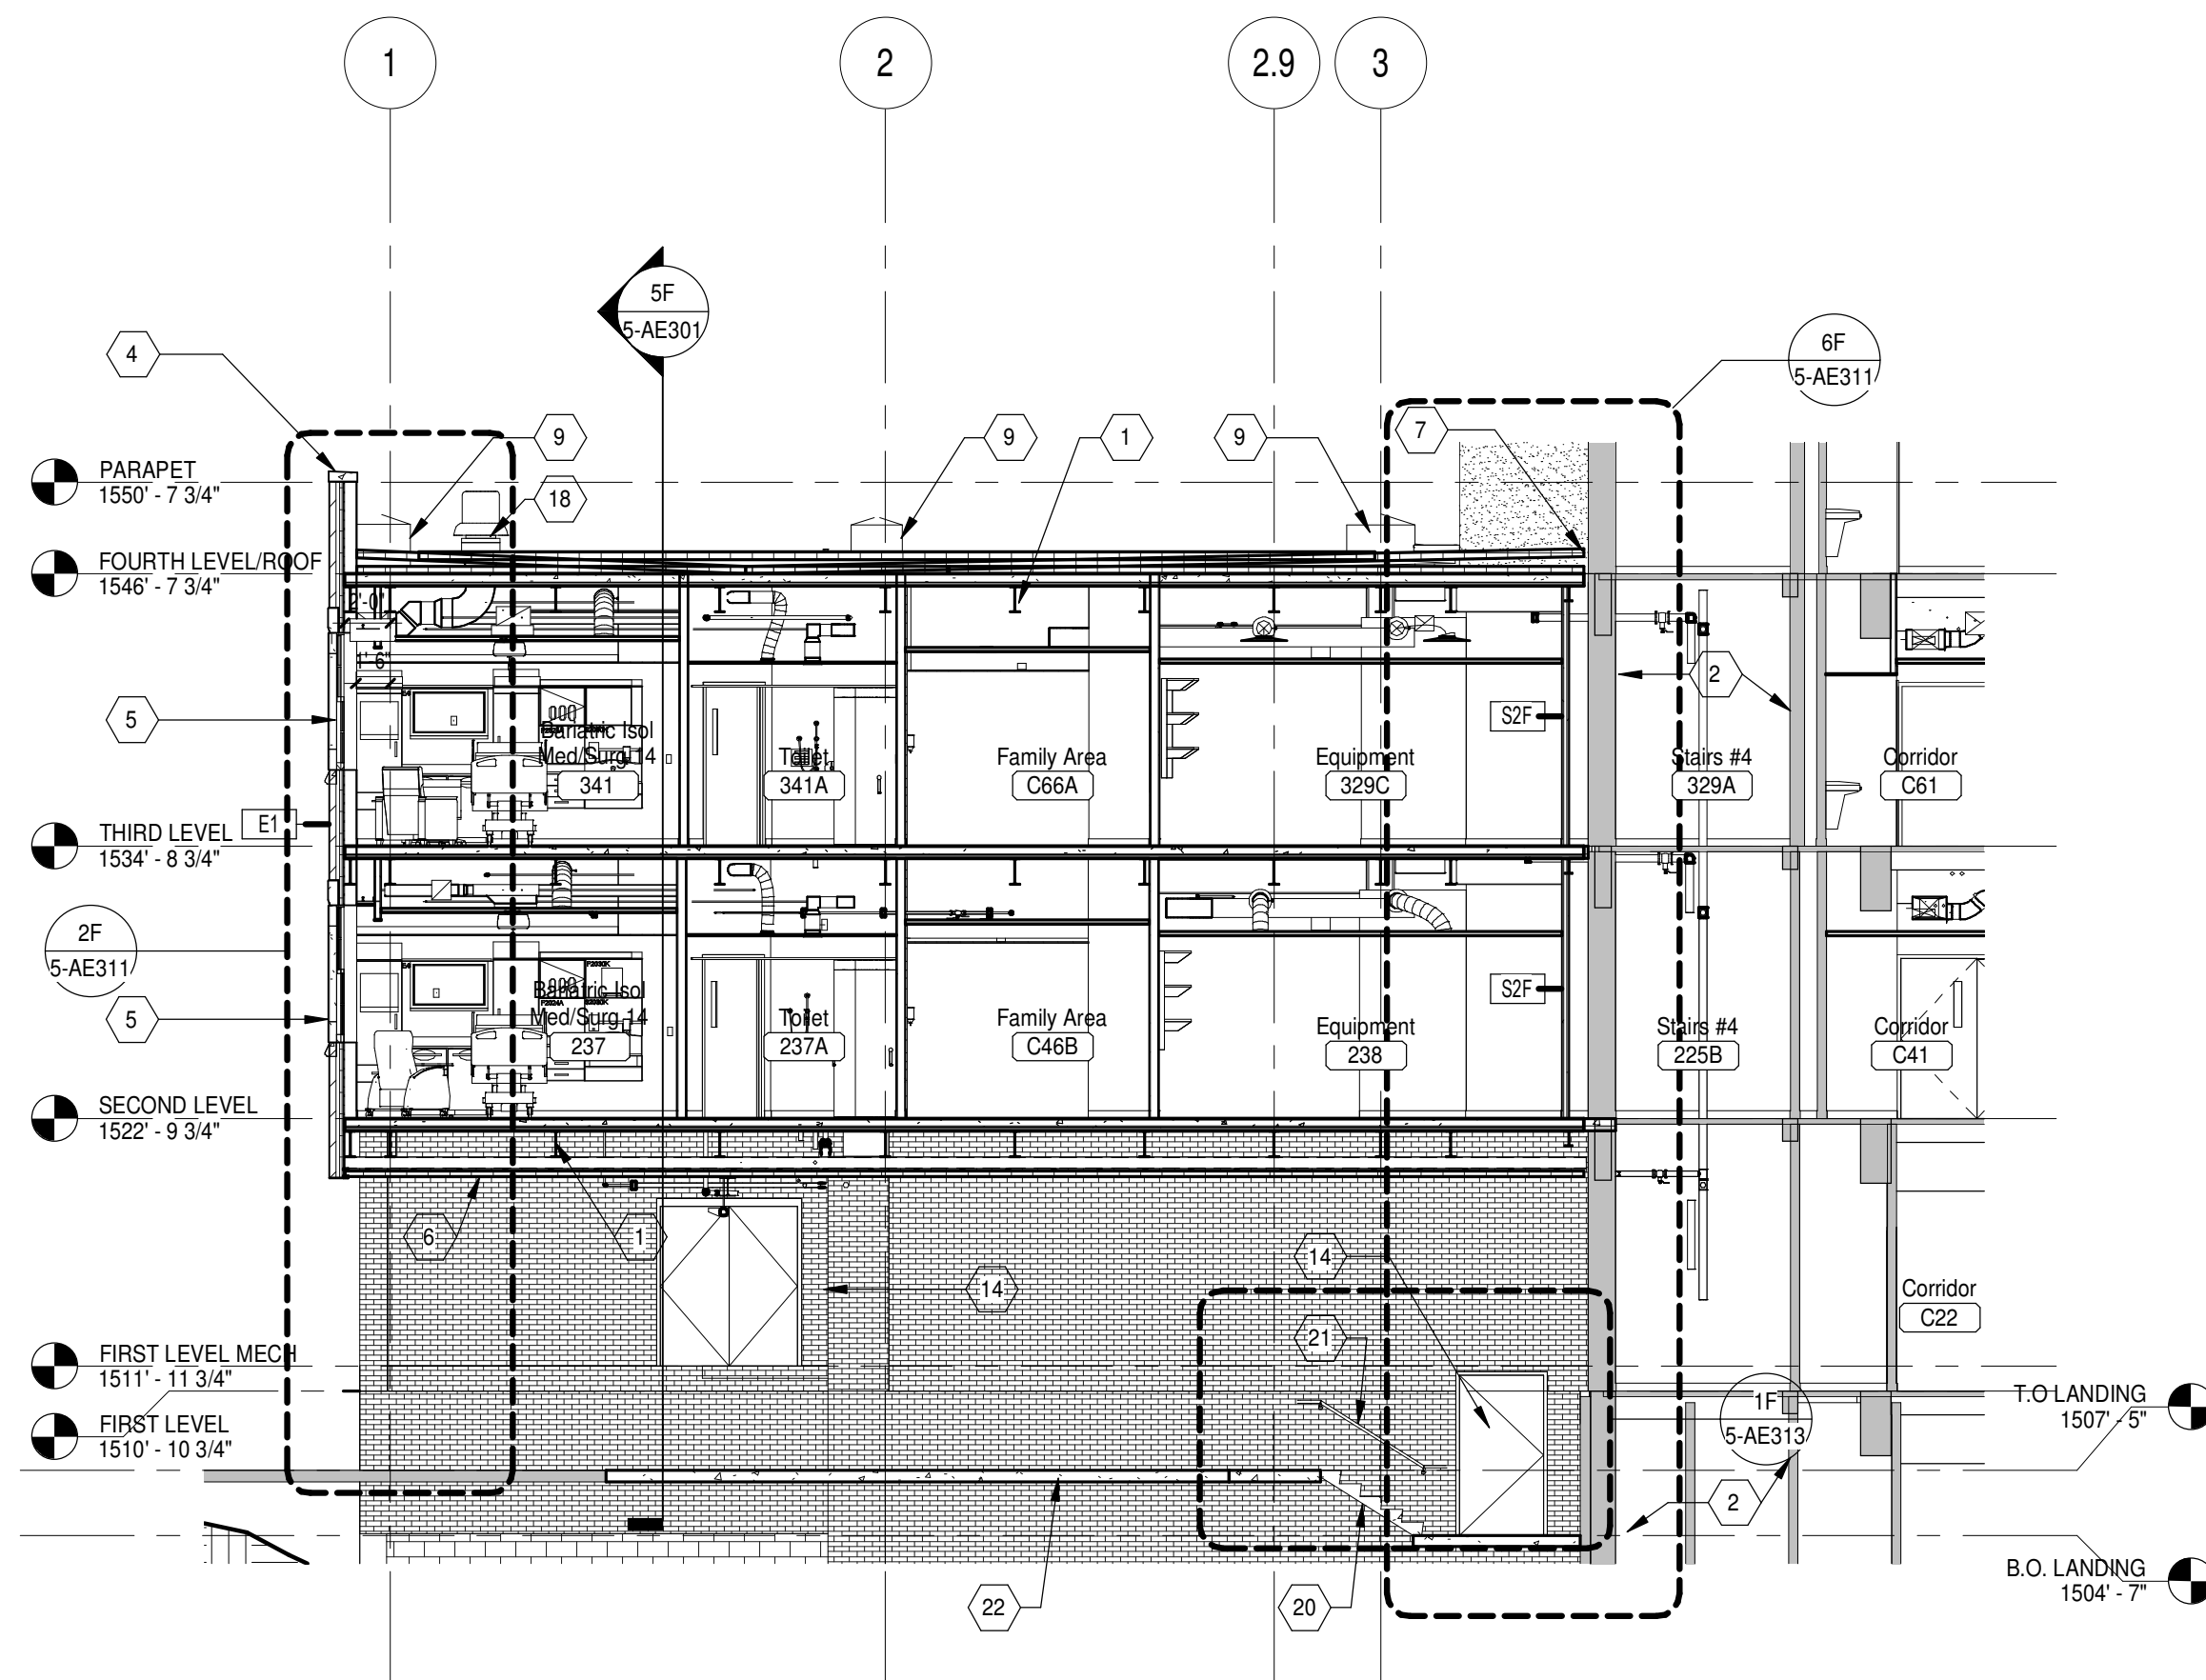 1
2
2.9
3
5F
5-AE301
6F
5-AE311
4
9
9
1
9
7
18
PARAPET
1550' - 7 3/4"
FOURTH LEVEL/ROOF
1546' - 7 3/4"
2'-0"
5
2
S2F
Bariatric Isol
Med/Surg 14
341
Toilet
341A
Family Area
C66A
Equipment
329C
Stairs #4
329A
Corridor
C61
E1
THIRD LEVEL
1534' - 8 3/4"
2F
5-AE311
5
S2F
Bariatric Isol
Med/Surg 14
237
Toilet
237A
Family Area
C46B
Equipment
238
Stairs #4
225B
Corridor
C41
SECOND LEVEL
1522' - 9 3/4"
6
1
14
14
21
Corridor
C22
FIRST LEVEL MECH
1511' - 11 3/4"
FIRST LEVEL
1510' - 10 3/4"
1F
5-AE313
T.O LANDING
1507' - 5"
2
22
20
B.O. LANDING
1504' - 7"